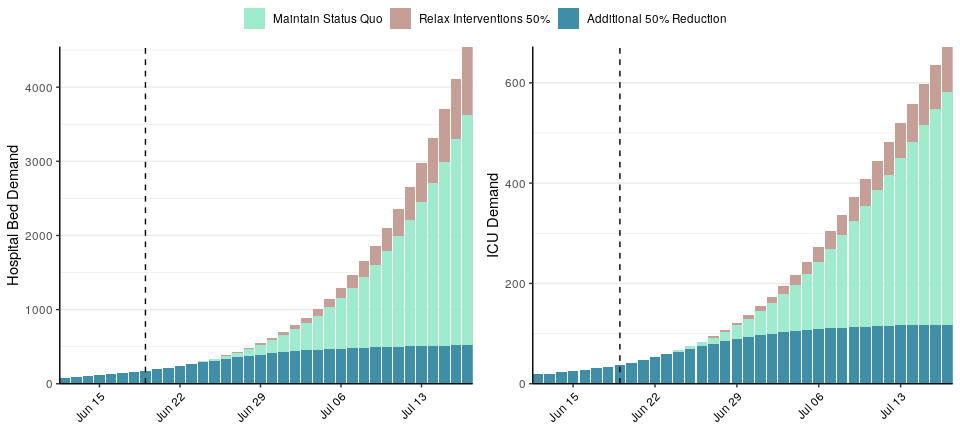 Maintain Status Quo Relax Interventions 50% Additional 50% Reduction
Hospital Bed Demand
4000
3000
2000
1000
0
Jun 15 Jun 22 Jun 29 Jul 06 Jul 13
ICU Demand
600
400
200
0
Jun 15 Jun 22 Jun 29 Jul 06 Jul 13